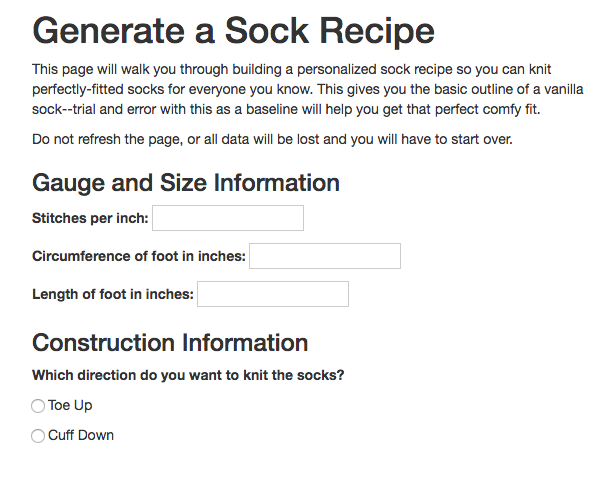 Generate a Sock Recipe
This page will walk you through building a personalized sock recipe so you can knit
perfectly-fitted socks for everyone you know. This gives you the basic outline of a vanilla
sock--trial and error with this as a baseline will help you get that perfect comfy fit.
Do not refresh the page, or all data will be lost and you will have to start over.
Gauge and Size Information
Stitches per inch:
Circumference of foot in inches:
Length of foot in inches:
Construction Information
Which direction do you want to knit the socks?
Toe Up
Cuff Down